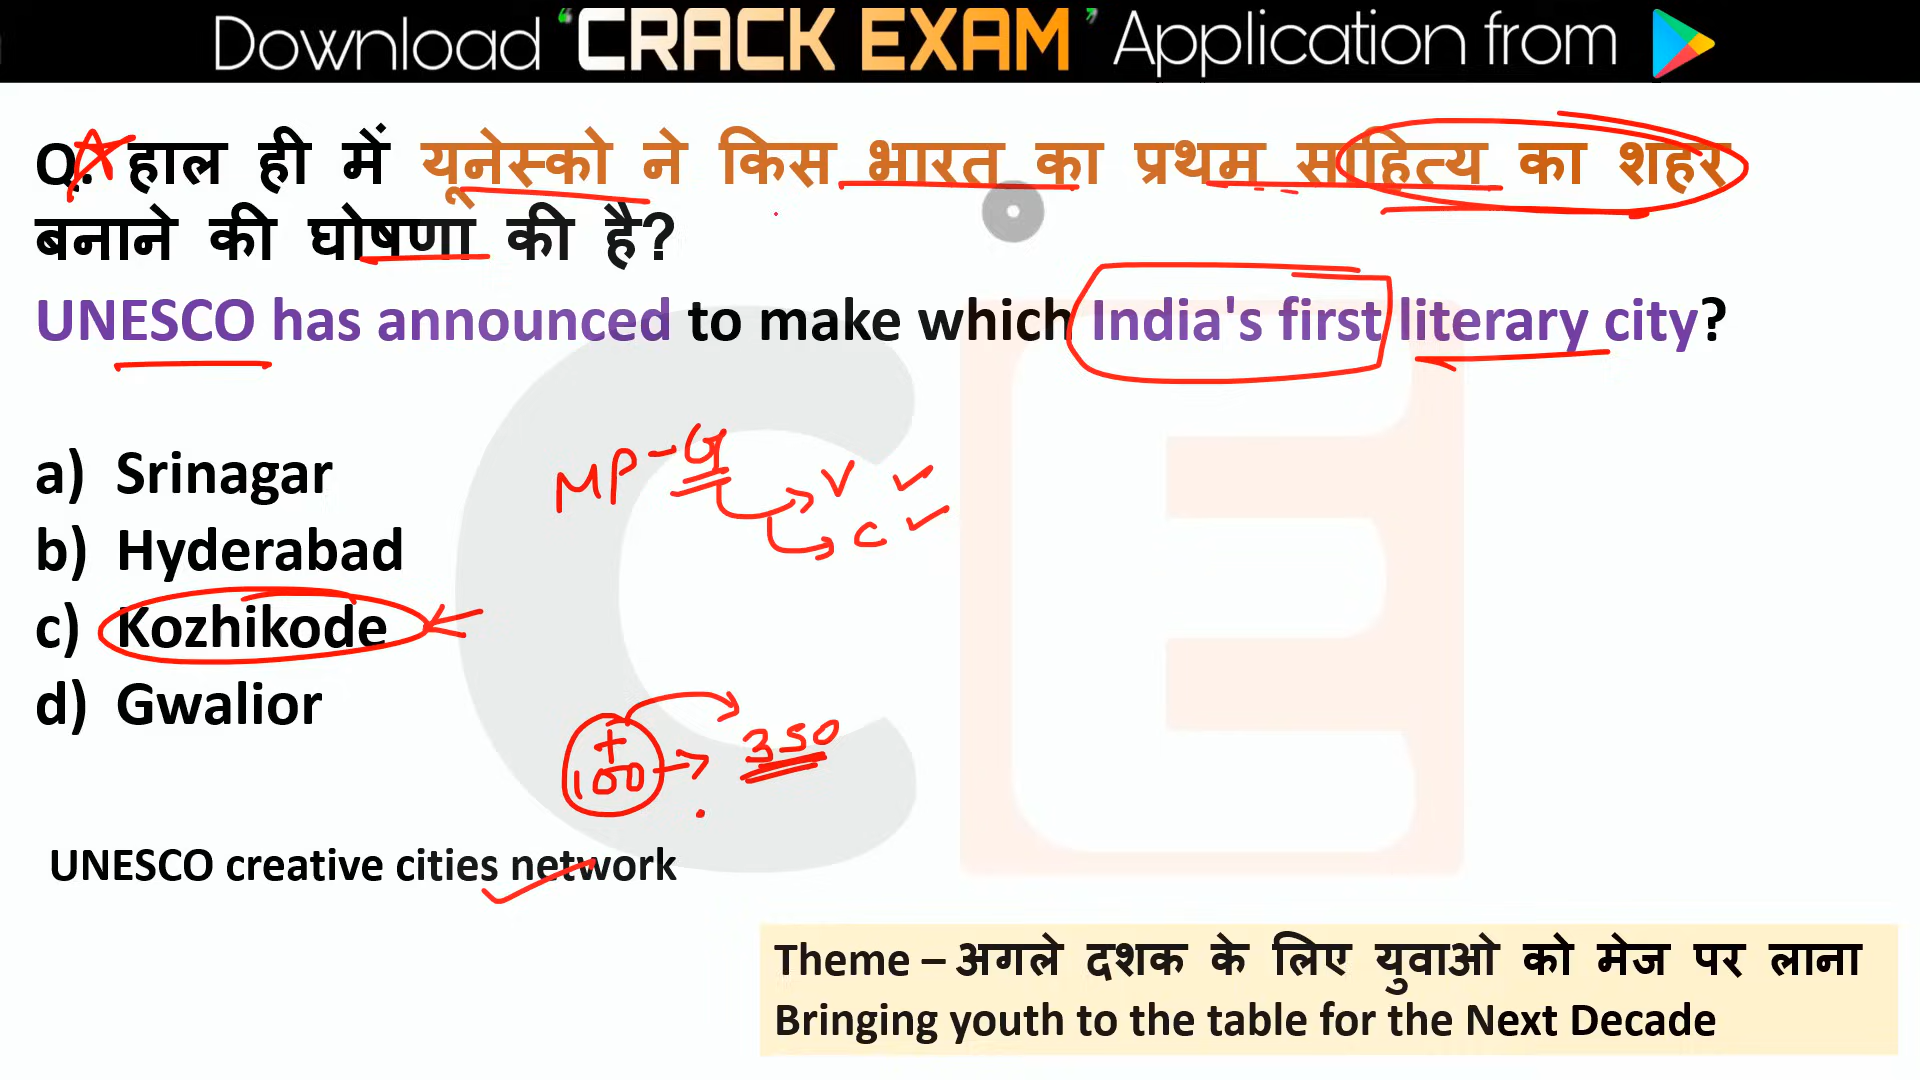 Download “CRACK EXAM” Application from
Q. हाल ही में यूनेस्को ने किस भारत का प्रथम साहित्य का शहर
बनाने की घोषणा की है?
UNESCO has announced to make which India's first literary city?
a) Srinagar
b) Hyderabad
c) Kozhikode
d) Gwalior
MP-G
V
C
+
100
350
UNESCO creative cities network
Theme – अगले दशक के लिए युवाओ को मेज पर लाना
Bringing youth to the table for the Next Decade
CE